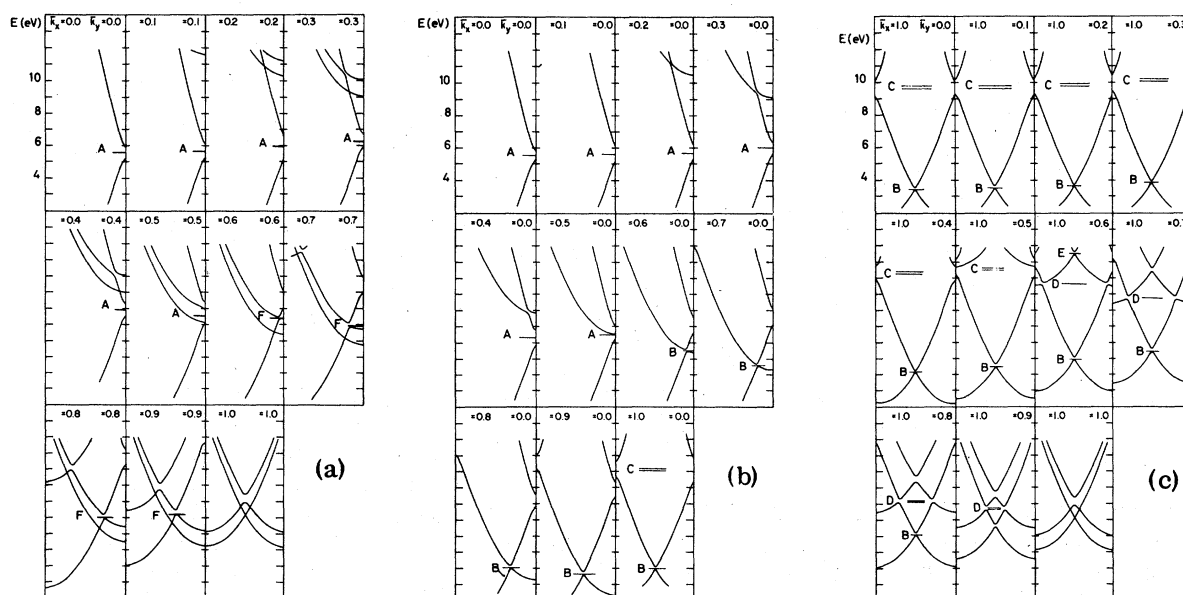 E (eV) k̄x=0.0 k̄y=0.0 =0.1 =0.1 =0.2 =0.2 =0.3 =0.3
10
8
6
4
A A A A
=0.4 =0.4 =0.5 =0.5 =0.6 =0.6 =0.7 =0.7
A A F F
=0.8 =0.8 =0.9 =0.9 =1.0 =1.0
F F
(a)
E (eV) k̄x=0.0 k̄y=0.0 =0.1 =0.0 =0.2 =0.0 =0.3 =0.0
10
8
6
4
A A A A
=0.4 =0.0 =0.5 =0.0 =0.6 =0.0 =0.7 =0.0
A A B B
=0.8 =0.0 =0.9 =0.0 =1.0 =0.0
C
B B B
(b)
k̄x=1.0 k̄y=0.0 =1.0 =0.1 =1.0 =0.2 =1.0 =0.3
E (eV)
10
8
6
4
C C C C
B B B B
=1.0 =0.4 =1.0 =0.5 =1.0 =0.6 =1.0 =0.7
C C E
D D
B B B B
=1.0 =0.8 =1.0 =0.9 =1.0 =1.0
D D
B
(c)